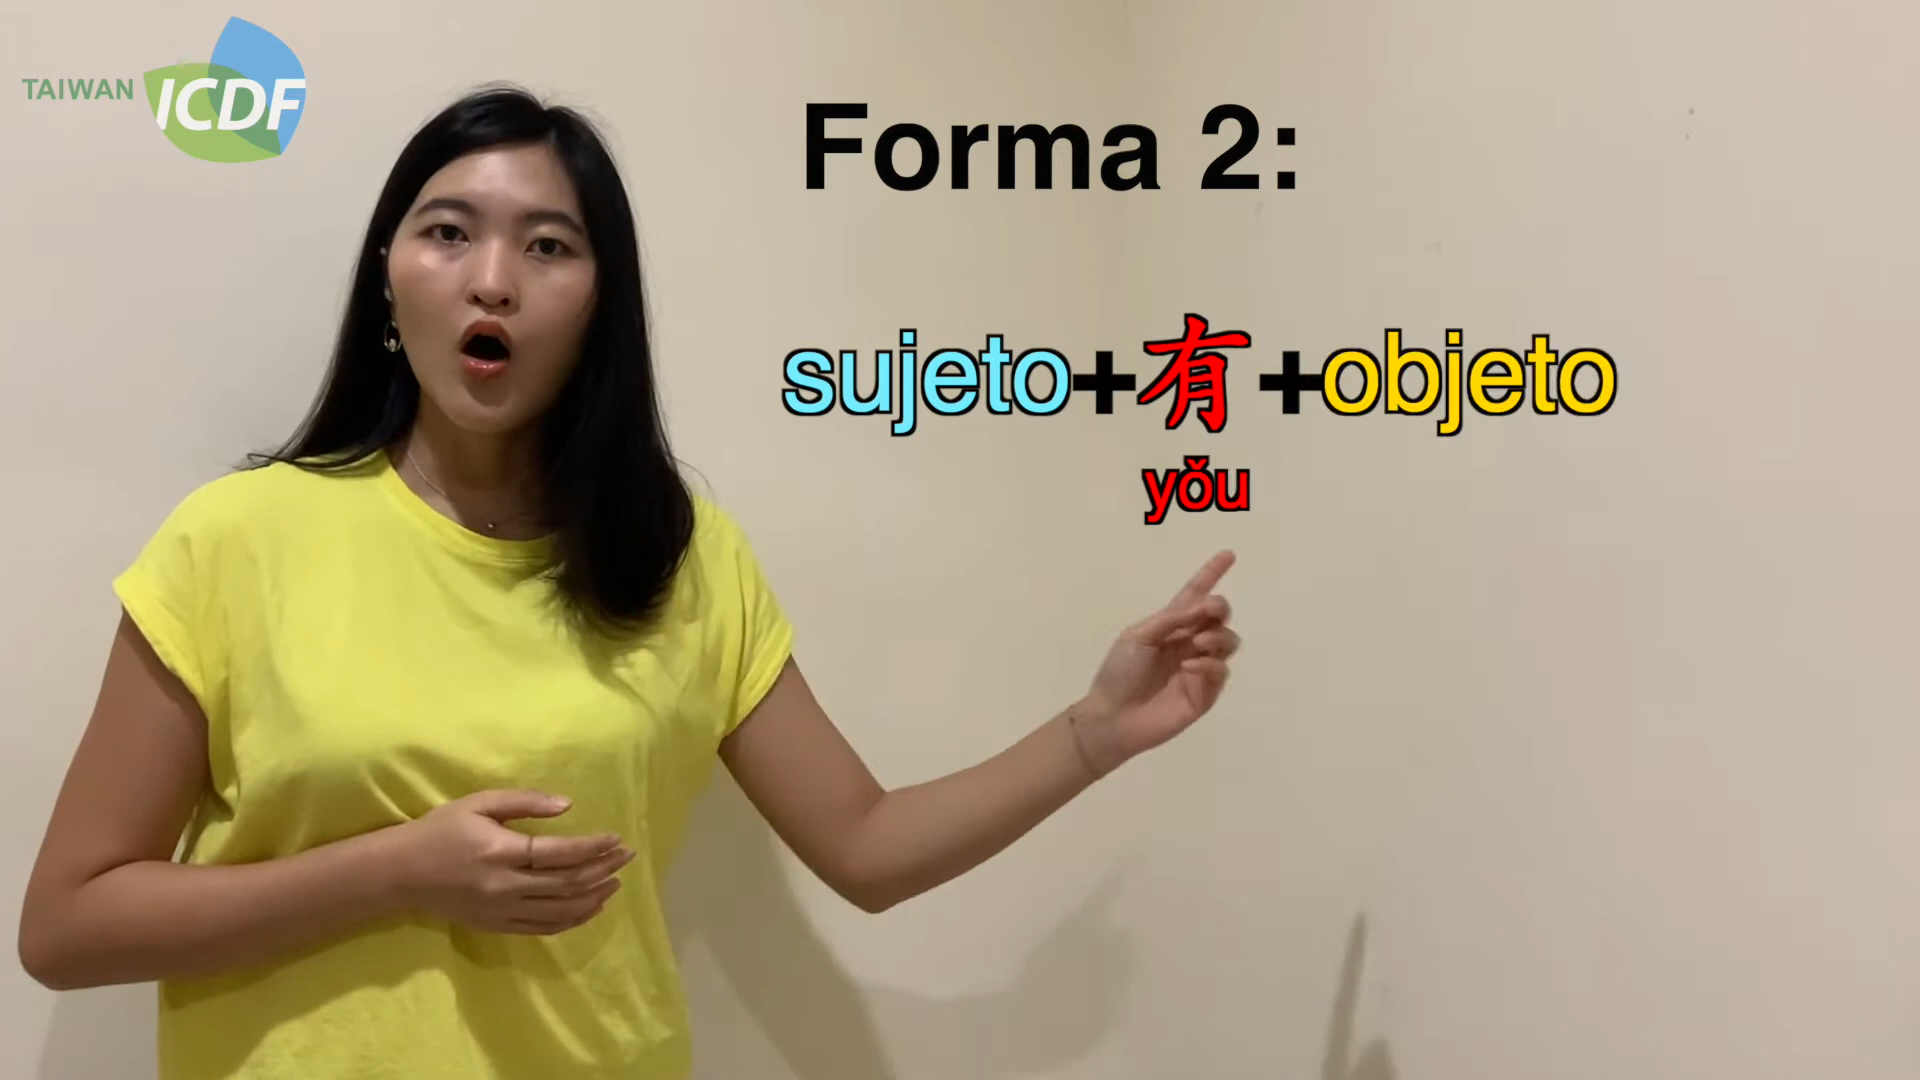 TAIWAN ICDF
Forma 2:
sujeto+有+objeto
yǒu